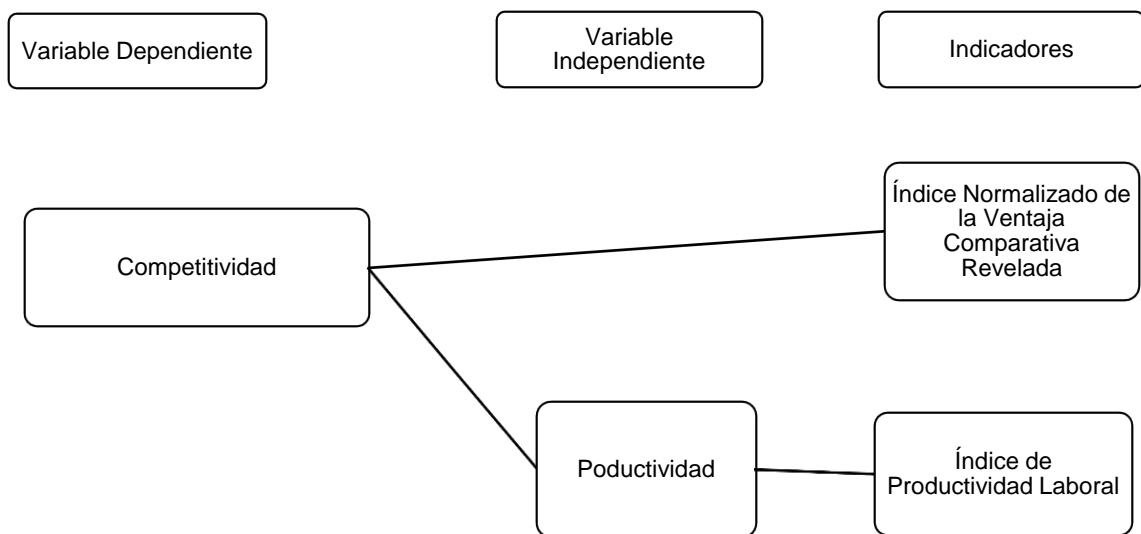 Variable Dependiente
Variable
Independiente
Indicadores
Índice Normalizado de
la Ventaja
Comparativa
Revelada
Competitividad
Poductividad
Índice de
Productividad Laboral